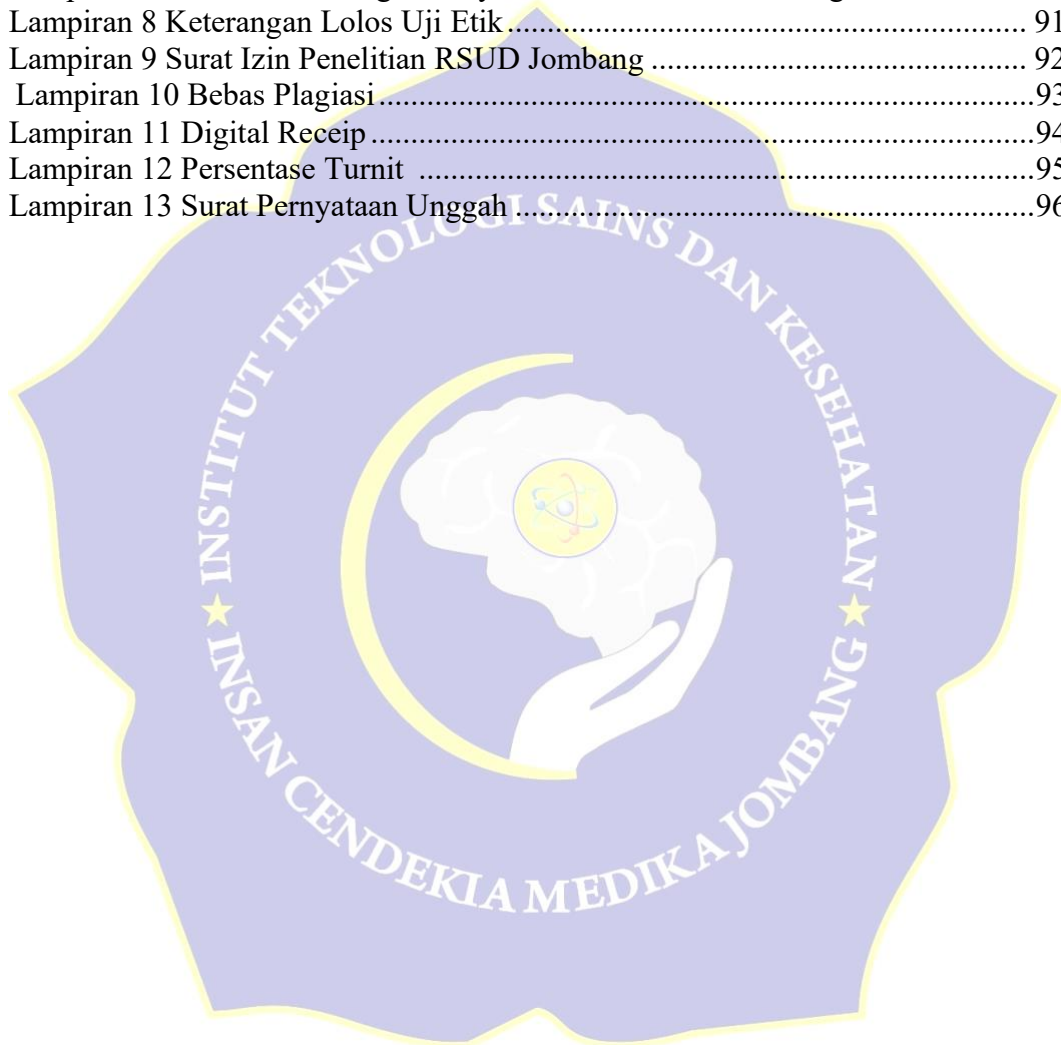 Lampiran 8 Keterangan Lolos Uji Etik 91
Lampiran 9 Surat Izin Penelitian RSUD Jombang 92
Lampiran 10 Bebas Plagiasi 93
Lampiran 11 Digital Receip 94
Lampiran 12 Persentase Turnit 95
Lampiran 13 Surat Pernyataan Unggah 96
INSTITUT TEKNOLOGI SAINS DAN KESEHATAN
INSAN CENDEKIA MEDIKA JOMBANG